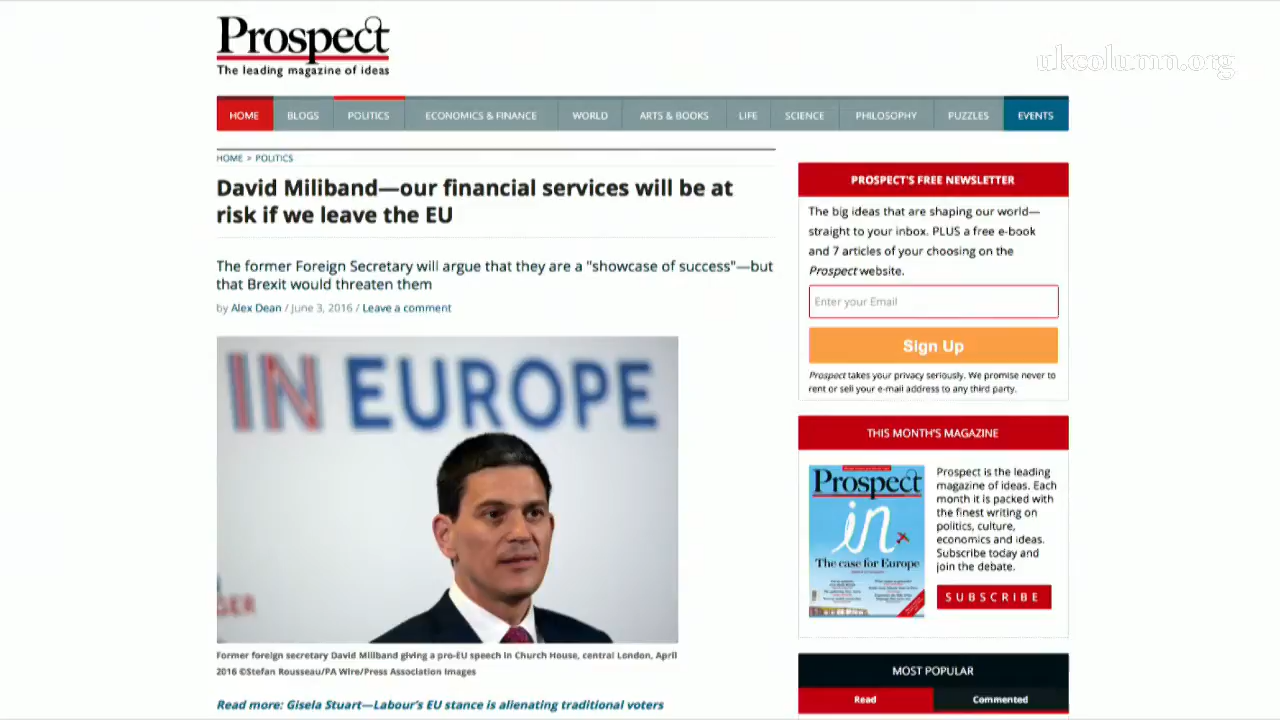 Prospect
The leading magazine of ideas
ukcolumn.org
HOME BLOGS POLITICS ECONOMICS & FINANCE WORLD ARTS & BOOKS LIFE SCIENCE PHILOSOPHY PUZZLES EVENTS
HOME > POLITICS
David Miliband—our financial services will be at
risk if we leave the EU
The former Foreign Secretary will argue that they are a "showcase of success"—but
that Brexit would threaten them
by Alex Dean / June 3, 2016 / Leave a comment
IN EUROPE
Former foreign secretary David Miliband giving a pro-EU speech in Church House, central London, April
2016 ©Stefan Rousseau/PA Wire/Press Association Images
Read more: Gisela Stuart—Labour's EU stance is alienating traditional voters
PROSPECT'S FREE NEWSLETTER
The big ideas that are shaping our world—
straight to your inbox. PLUS a free e-book
and 7 articles of your choosing on the
Prospect website.
Enter your Email
Sign Up
Prospect takes your privacy seriously. We promise never to
rent or sell your e-mail address to any third party.
THIS MONTH'S MAGAZINE
Prospect
in
The case for Europe
Prospect is the leading
magazine of ideas. Each
month it is packed with
the finest writing on
politics, culture,
economics and ideas.
Subscribe today and
join the debate.
SUBSCRIBE
MOST POPULAR
Read Commented